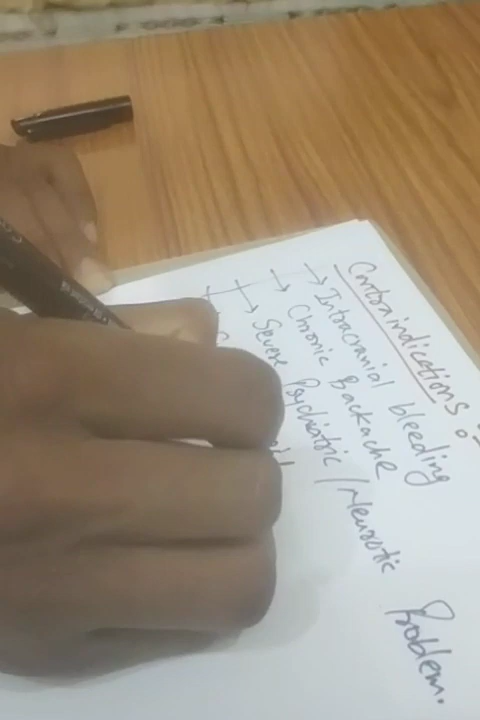 Contraindications :-
→ Intracranial bleeding
→ Chronic Backache
→ Severe Psychiatric / Neurotic Problem.